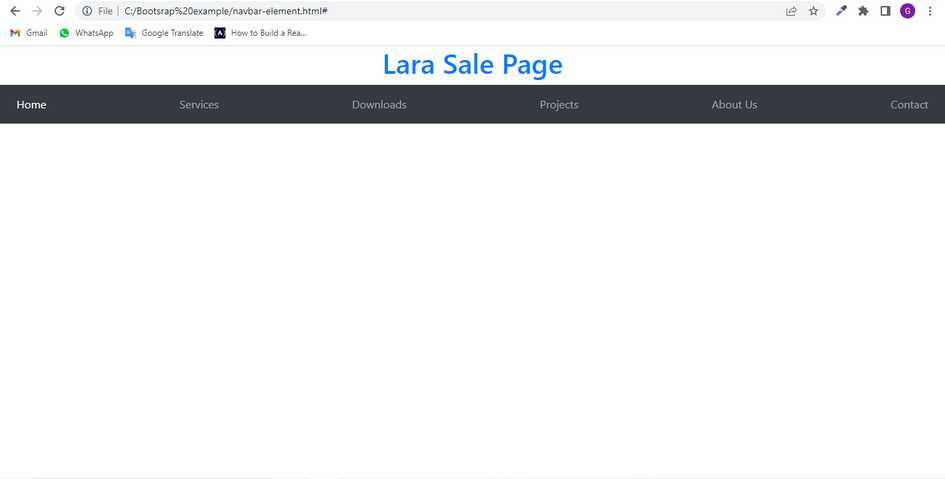 File | C:/Bootsrap%20example/navbar-element.html#
G
Gmail WhatsApp Google Translate How to Build a Rea...
Lara Sale Page
Home Services Downloads Projects About Us Contact